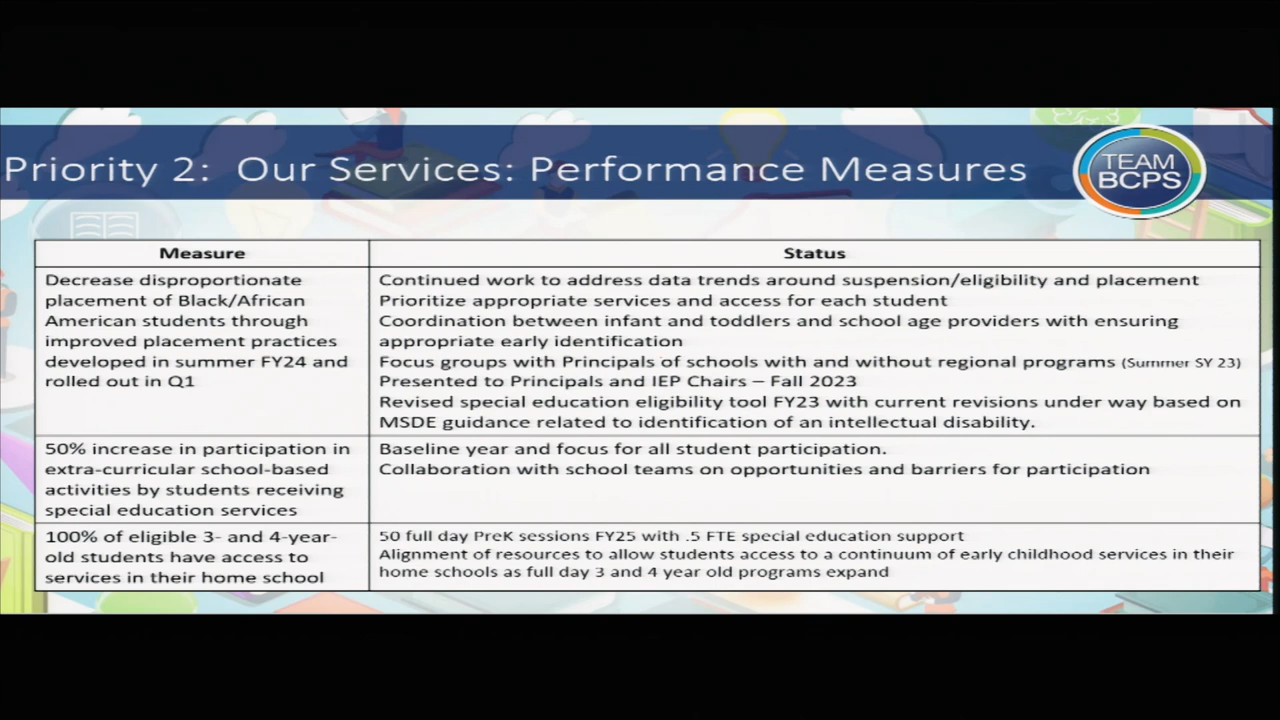 Priority 2: Our Services: Performance Measures
TEAM
BCPS
Measure
Status
Decrease disproportionate
placement of Black/African
American students through
improved placement practices
developed in summer FY24 and
rolled out in Q1
Continued work to address data trends around suspension/eligibility and placement
Prioritize appropriate services and access for each student
Coordination between infant and toddlers and school age providers with ensuring
appropriate early identification
Focus groups with Principals of schools with and without regional programs (Summer SY 23)
Presented to Principals and IEP Chairs – Fall 2023
Revised special education eligibility tool FY23 with current revisions under way based on
MSDE guidance related to identification of an intellectual disability.
50% increase in participation in
extra-curricular school-based
activities by students receiving
special education services
Baseline year and focus for all student participation.
Collaboration with school teams on opportunities and barriers for participation
100% of eligible 3- and 4-year-
old students have access to
services in their home school
50 full day PreK sessions FY25 with .5 FTE special education support
Alignment of resources to allow students access to a continuum of early childhood services in their
home schools as full day 3 and 4 year old programs expand